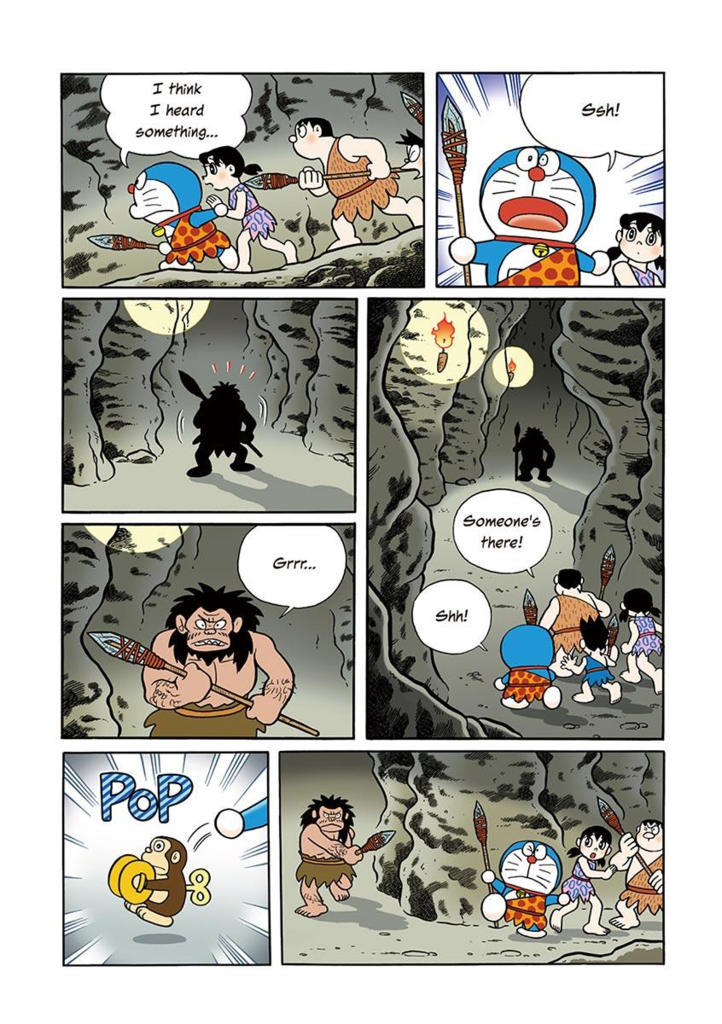 I think
I heard
something...
Ssh!
Someone's
there!
Shh!
Grrr...
PoP